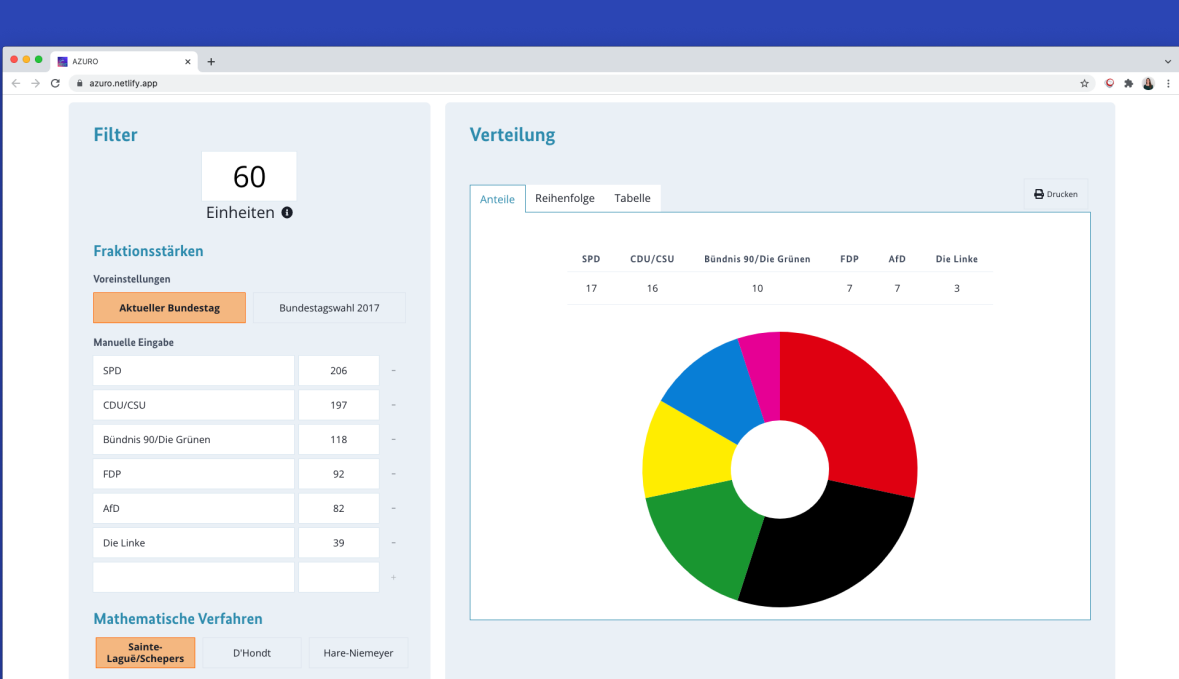 AZURO
azuro.netlify.app
Filter
60
Einheiten
Fraktionsstärken
Voreinstellungen
Aktueller Bundestag
Bundestagswahl 2017
Manuelle Eingabe
SPD 206 -
CDU/CSU 197 -
Bündnis 90/Die Grünen 118 -
FDP 92 -
AfD 82 -
Die Linke 39 -
+
Mathematische Verfahren
Sainte-
Laguë/Schepers
D'Hondt
Hare-Niemeyer
Verteilung
Anteile Reihenfolge Tabelle
Drucken
SPD CDU/CSU Bündnis 90/Die Grünen FDP AfD Die Linke
17 16 10 7 7 3